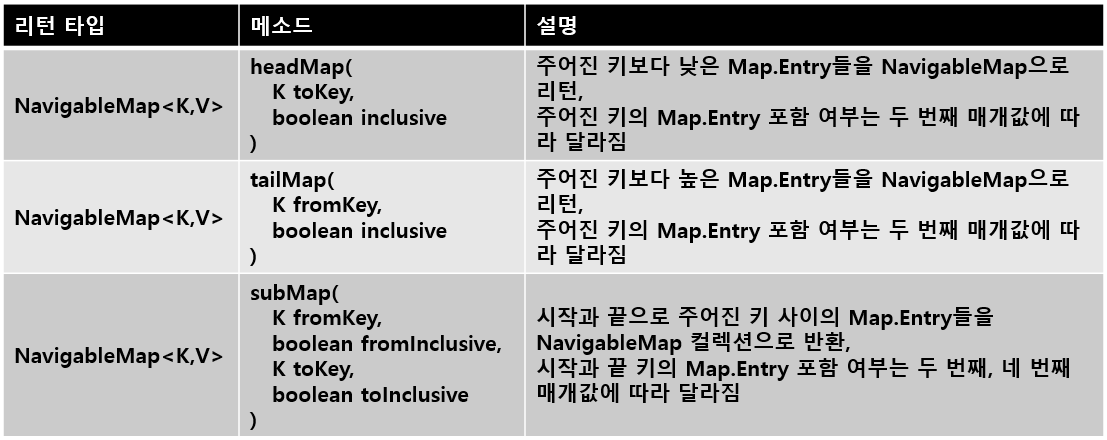 리턴 타입
메소드
설명
NavigableMap<K,V>
headMap(
K toKey,
boolean inclusive
)
주어진 키보다 낮은 Map.Entry들을 NavigableMap으로
리턴,
주어진 키의 Map.Entry 포함 여부는 두 번째 매개값에 따
라 달라짐
NavigableMap<K,V>
tailMap(
K fromKey,
boolean inclusive
)
주어진 키보다 높은 Map.Entry들을 NavigableMap으로
리턴,
주어진 키의 Map.Entry 포함 여부는 두 번째 매개값에 따
라 달라짐
NavigableMap<K,V>
subMap(
K fromKey,
boolean fromInclusive,
K toKey,
boolean toInclusive
)
시작과 끝으로 주어진 키 사이의 Map.Entry들을
NavigableMap 컬렉션으로 반환,
시작과 끝 키의 Map.Entry 포함 여부는 두 번째, 네 번째
매개값에 따라 달라짐